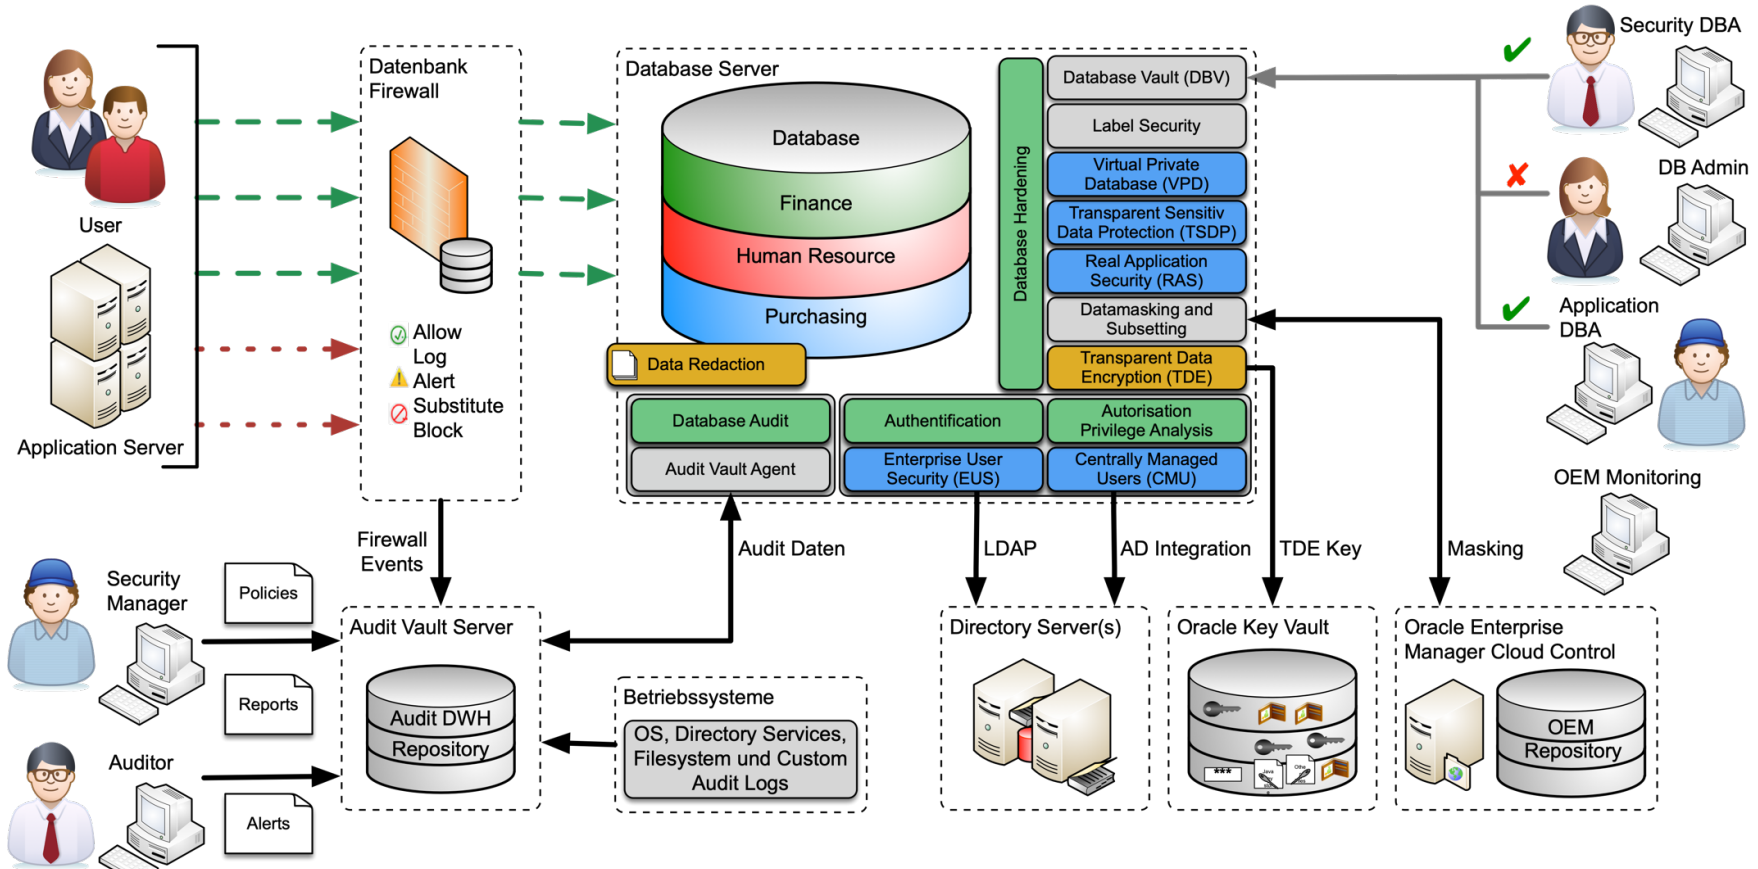 User
Application Server
Datenbank
Firewall
Allow
Log
Alert
Substitute
Block
Database Server
Database
Finance
Human Resource
Purchasing
Data Redaction
Database Hardening
Database Vault (DBV)
Label Security
Virtual Private
Database (VPD)
Transparent Sensitiv
Data Protection (TSDP)
Real Application
Security (RAS)
Datamasking and
Subsetting
Transparent Data
Encryption (TDE)
Database Audit
Audit Vault Agent
Authentification
Enterprise User
Security (EUS)
Autorisation
Privilege Analysis
Centrally Managed
Users (CMU)
Security DBA
DB Admin
Application
DBA
OEM Monitoring
Firewall
Events
Audit Daten
LDAP
AD Integration
TDE Key
Masking
Security
Manager
Policies
Reports
Auditor
Alerts
Audit Vault Server
Audit DWH
Repository
Betriebssysteme
OS, Directory Services,
Filesystem und Custom
Audit Logs
Directory Server(s)
Oracle Key Vault
***
Java
Othe
Oracle Enterprise
Manager Cloud Control
OEM
Repository